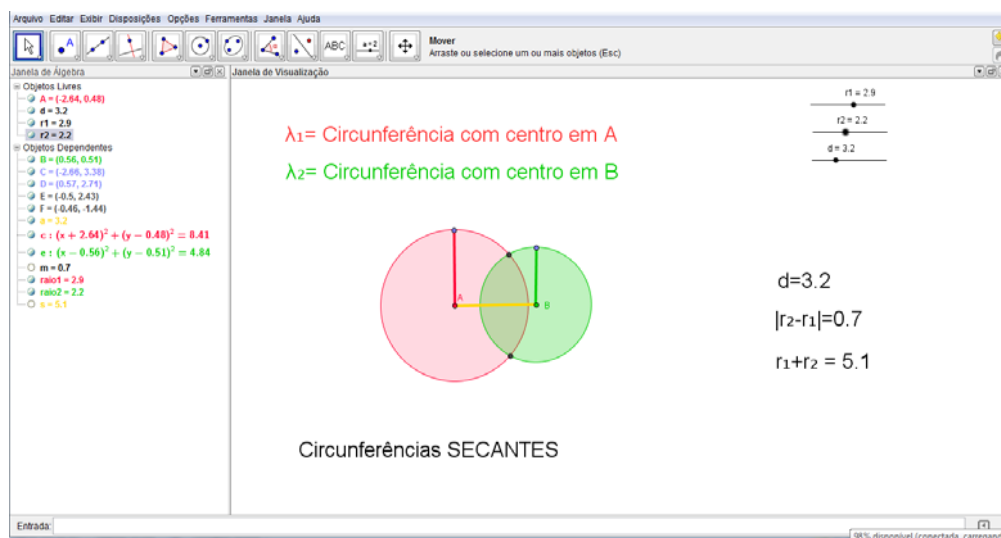 Arquivo Editar Exibir Disposições Opções Ferramentas Janela Ajuda
ABC
a=2
Mover
Arraste ou selecione um ou mais objetos (Esc)
Janela de Álgebra
Janela de Visualização
Objetos Livres
A = (-2.64, 0.48)
d = 3.2
r1 = 2.9
r2 = 2.2
Objetos Dependentes
B = (0.56, 0.51)
C = (-2.66, 3.38)
D = (0.57, 2.71)
E = (-0.5, 2.43)
F = (-0.46, -1.44)
a = 3.2
c : (x + 2.64)² + (y − 0.48)² = 8.41
e : (x − 0.56)² + (y − 0.51)² = 4.84
m = 0.7
raio1 = 2.9
raio2 = 2.2
s = 5.1
r1 = 2.9
r2 = 2.2
d = 3.2
λ₁= Circunferência com centro em A
λ₂= Circunferência com centro em B
A
B
d=3.2
|r₂-r₁|=0.7
r₁+r₂ = 5.1
Circunferências SECANTES
Entrada:
98% disponível (conectada, carregando